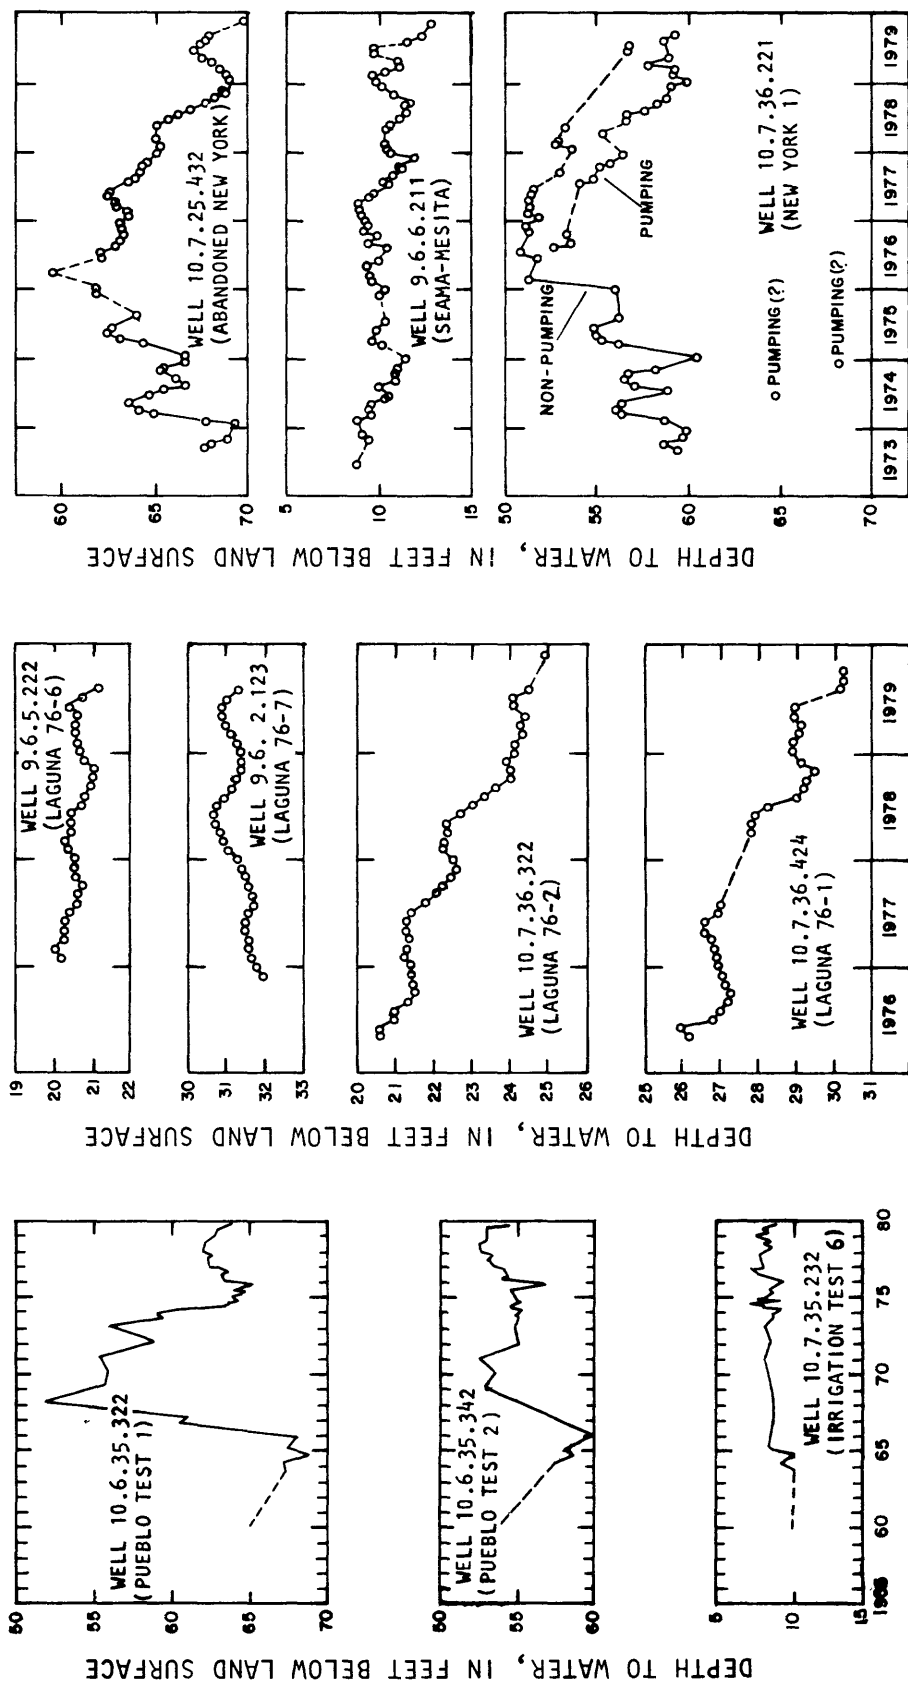 DEPTH TO WATER, IN FEET BELOW LAND SURFACE
50
55
60
65
70
WELL 10.6.35.322
(PUEBLO TEST 1)
50
55
60
WELL 10.6.35.342
(PUEBLO TEST 2)
5
10
15
WELL 10.7.35.232
(IRRIGATION TEST 6)
60 65 70 75 80
DEPTH TO WATER, IN FEET BELOW LAND SURFACE
19
20
21
22
WELL 9.6.5.222
(LAGUNA 76-6)
30
31
32
33
WELL 9.6. 2.123
(LAGUNA 76-7)
20
21
22
23
24
25
26
WELL 10.7.36.322
(LAGUNA 76-2)
25
26
27
28
29
30
31
WELL 10.7.36.424
(LAGUNA 76-1)
1976 1977 1978 1979
DEPTH TO WATER, IN FEET BELOW LAND SURFACE
60
65
70
WELL 10.7.25.432
(ABANDONED NEW YORK)
5
10
15
WELL 9.6.6.211
(SEAMA-MESITA)
50
55
60
65
70
NON-PUMPING
PUMPING
WELL 10.7.36.221
(NEW YORK 1)
PUMPING(?)
PUMPING(?)
1973 1974 1975 1976 1977 1978 1979